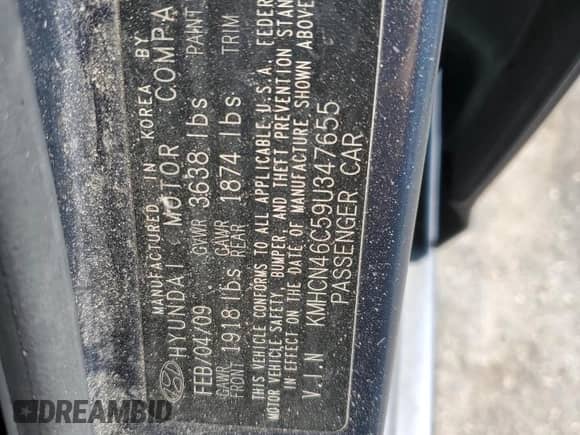 MANUFACTURED IN KOREA BY
HYUNDAI MOTOR COMPA
FEB/04/09 GVWR 3638 lbs PAINT
GAWR FRONT 1918 lbs GAWR REAR 1874 lbs TRIM
THIS VEHICLE CONFORMS TO ALL APPLICABLE U.S.A. FEDER
MOTOR VEHICLE SAFETY, BUMPER, AND THEFT PREVENTION STAN
IN EFFECT ON THE DATE OF MANUFACTURE SHOWN ABOVE
V.I.N KMHCN46C59U347655
PASSENGER CAR
DREAMBID